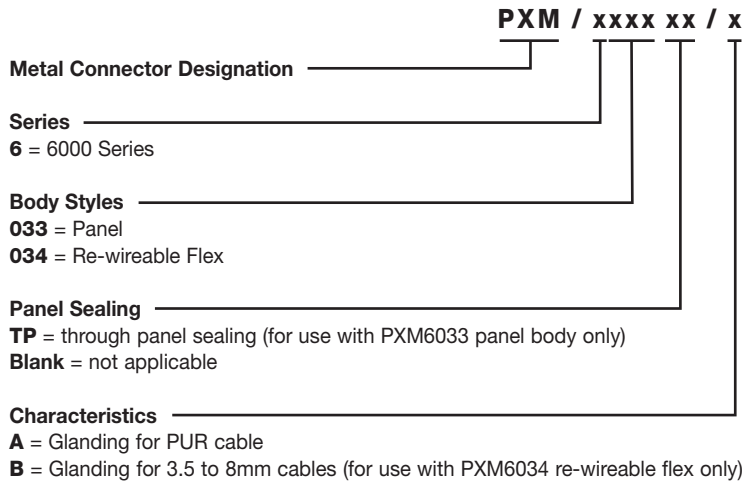 PXM / xxxx xx / x
Metal Connector Designation
Series
6 = 6000 Series
Body Styles
033 = Panel
034 = Re-wireable Flex
Panel Sealing
TP = through panel sealing (for use with PXM6033 panel body only)
Blank = not applicable
Characteristics
A = Glanding for PUR cable
B = Glanding for 3.5 to 8mm cables (for use with PXM6034 re-wireable flex only)